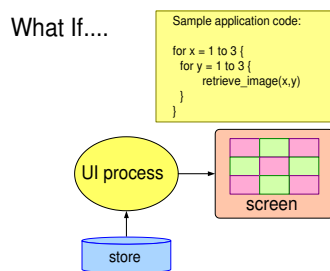 What If....
Sample application code:
for x = 1 to 3 {
for y = 1 to 3 {
retrieve_image(x,y)
}
}
UI process
screen
store